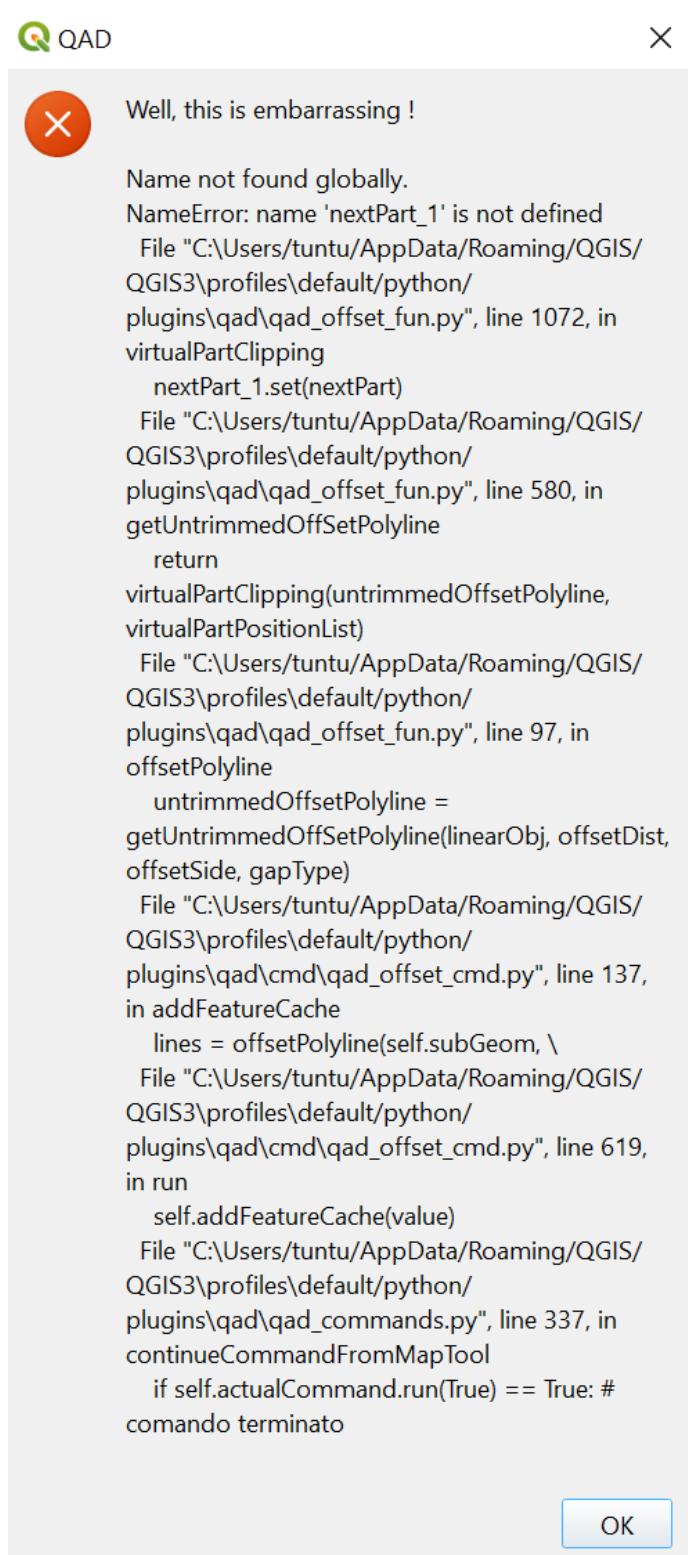 QAD
Well, this is embarrassing !
Name not found globally.
NameError: name 'nextPart_1' is not defined
File "C:\Users/tuntu/AppData/Roaming/QGIS/
QGIS3\profiles\default/python/
plugins\qad\qad_offset_fun.py", line 1072, in
virtualPartClipping
nextPart_1.set(nextPart)
File "C:\Users/tuntu/AppData/Roaming/QGIS/
QGIS3\profiles\default/python/
plugins\qad\qad_offset_fun.py", line 580, in
getUntrimmedOffSetPolyline
return
virtualPartClipping(untrimmedOffsetPolyline,
virtualPartPositionList)
File "C:\Users/tuntu/AppData/Roaming/QGIS/
QGIS3\profiles\default/python/
plugins\qad\qad_offset_fun.py", line 97, in
offsetPolyline
untrimmedOffsetPolyline =
getUntrimmedOffSetPolyline(linearObj, offsetDist,
offsetSide, gapType)
File "C:\Users/tuntu/AppData/Roaming/QGIS/
QGIS3\profiles\default/python/
plugins\qad\cmd\qad_offset_cmd.py", line 137,
in addFeatureCache
lines = offsetPolyline(self.subGeom, \
File "C:\Users/tuntu/AppData/Roaming/QGIS/
QGIS3\profiles\default/python/
plugins\qad\cmd\qad_offset_cmd.py", line 619,
in run
self.addFeatureCache(value)
File "C:\Users/tuntu/AppData/Roaming/QGIS/
QGIS3\profiles\default/python/
plugins\qad\qad_commands.py", line 337, in
continueCommandFromMapTool
if self.actualCommand.run(True) == True: #
comando terminato
OK